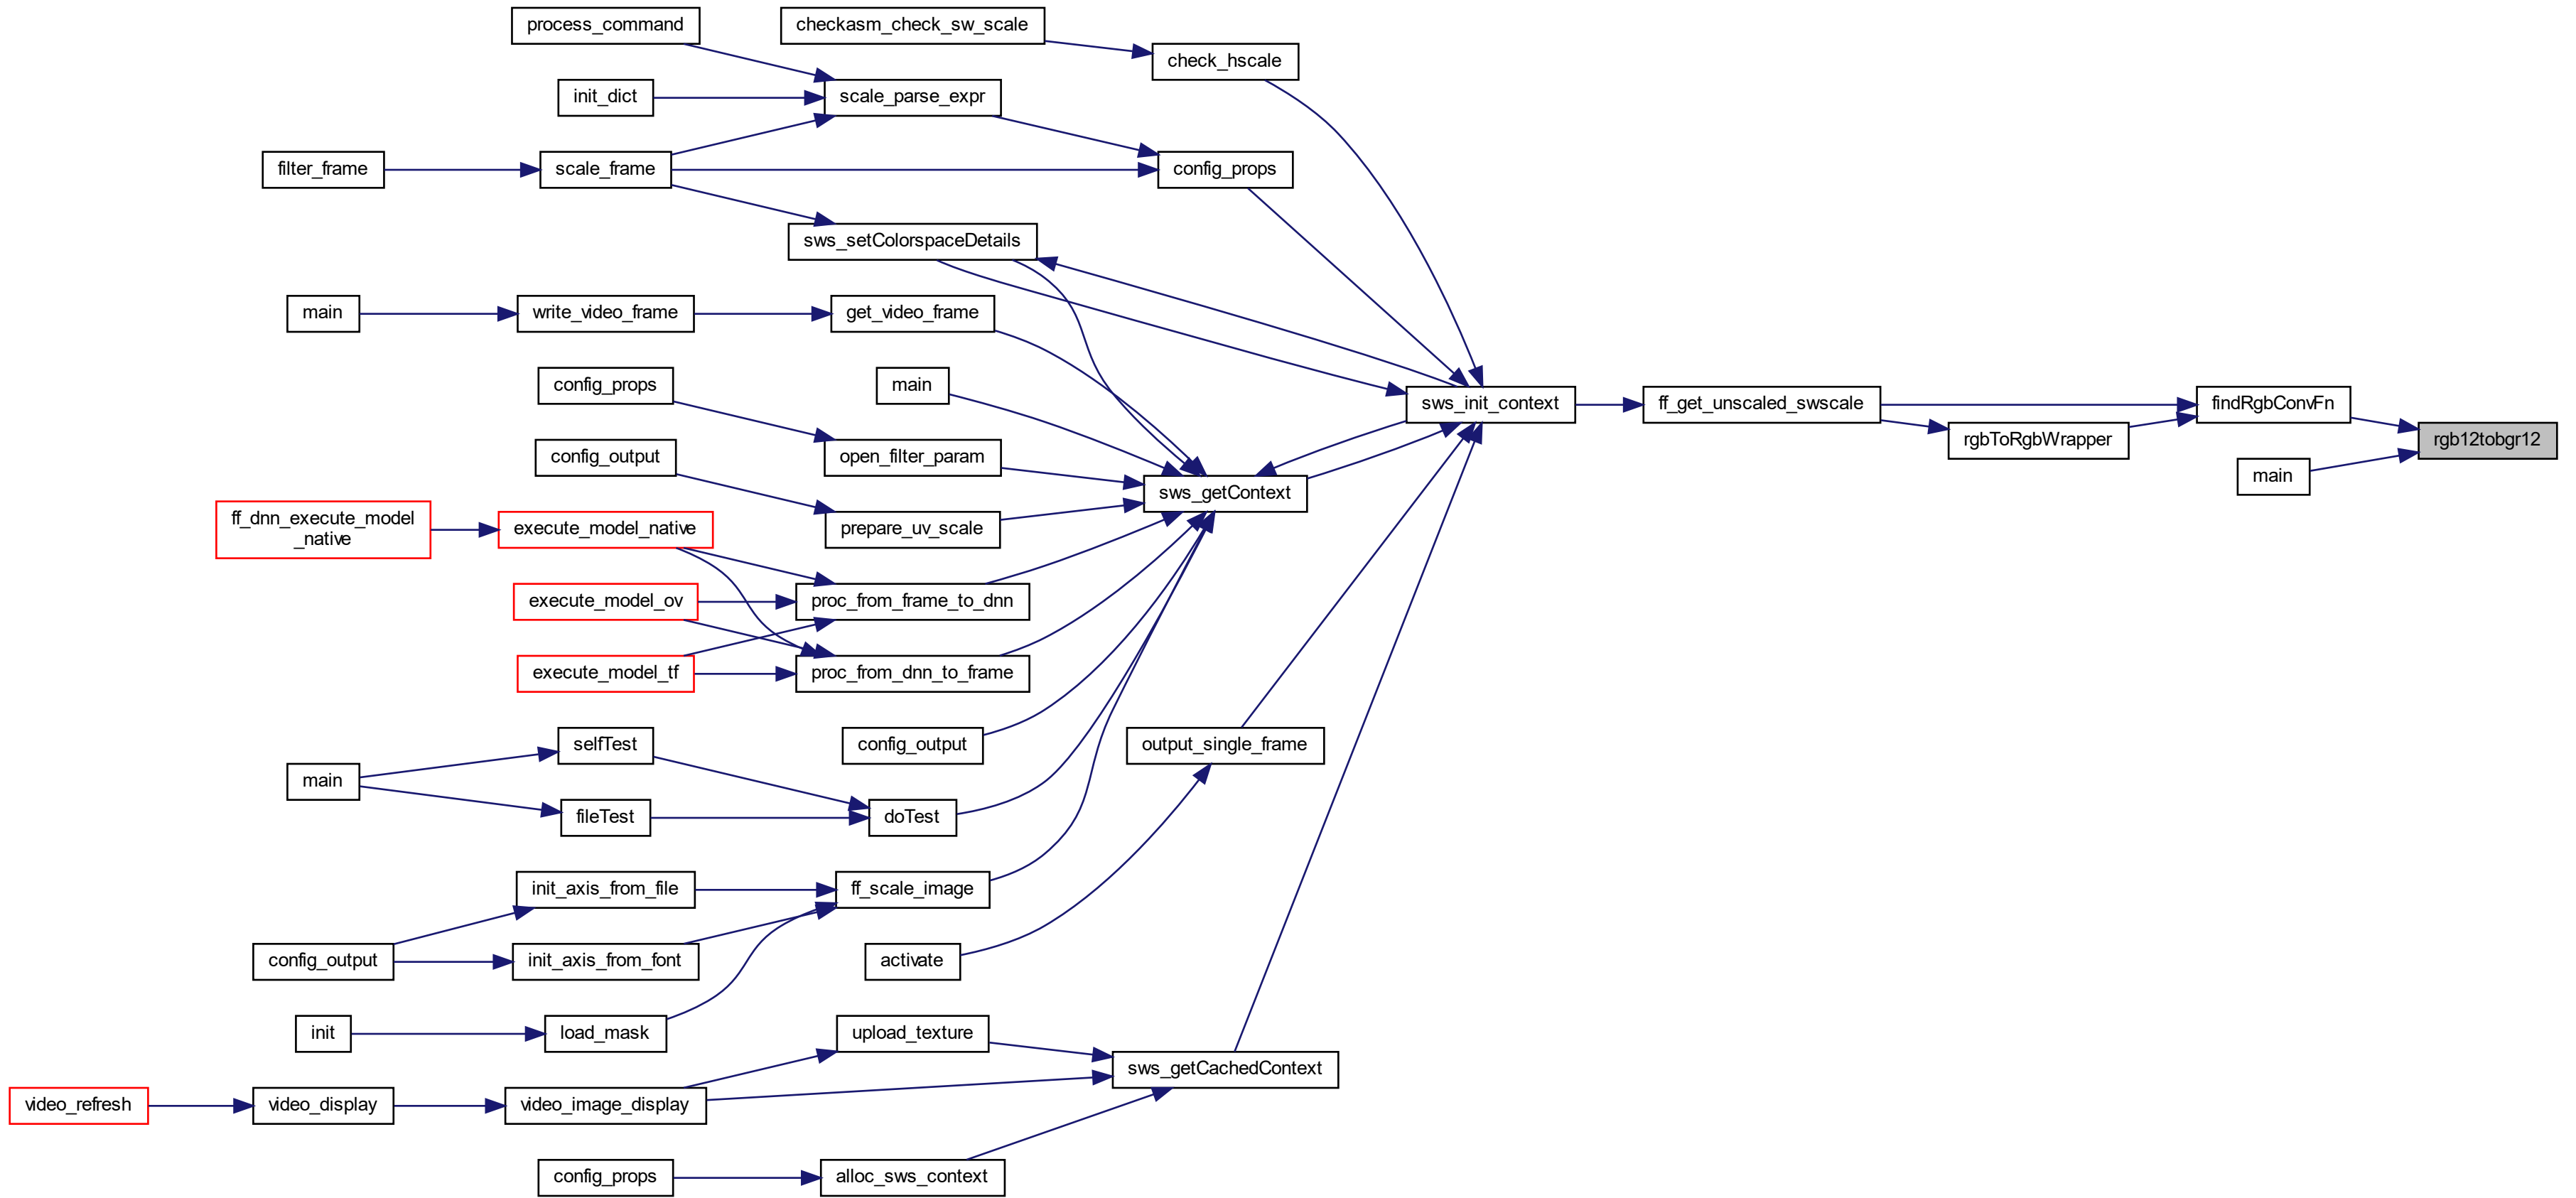 process_command
checkasm_check_sw_scale
check_hscale
init_dict
scale_parse_expr
filter_frame
scale_frame
config_props
sws_setColorspaceDetails
main
write_video_frame
get_video_frame
config_props
main
sws_init_context
ff_get_unscaled_swscale
findRgbConvFn
rgb12tobgr12
rgbToRgbWrapper
main
config_output
open_filter_param
sws_getContext
ff_dnn_execute_model
_native
execute_model_native
prepare_uv_scale
execute_model_ov
proc_from_frame_to_dnn
execute_model_tf
proc_from_dnn_to_frame
selfTest
config_output
output_single_frame
main
fileTest
doTest
init_axis_from_file
ff_scale_image
config_output
init_axis_from_font
activate
init
load_mask
upload_texture
sws_getCachedContext
video_refresh
video_display
video_image_display
config_props
alloc_sws_context